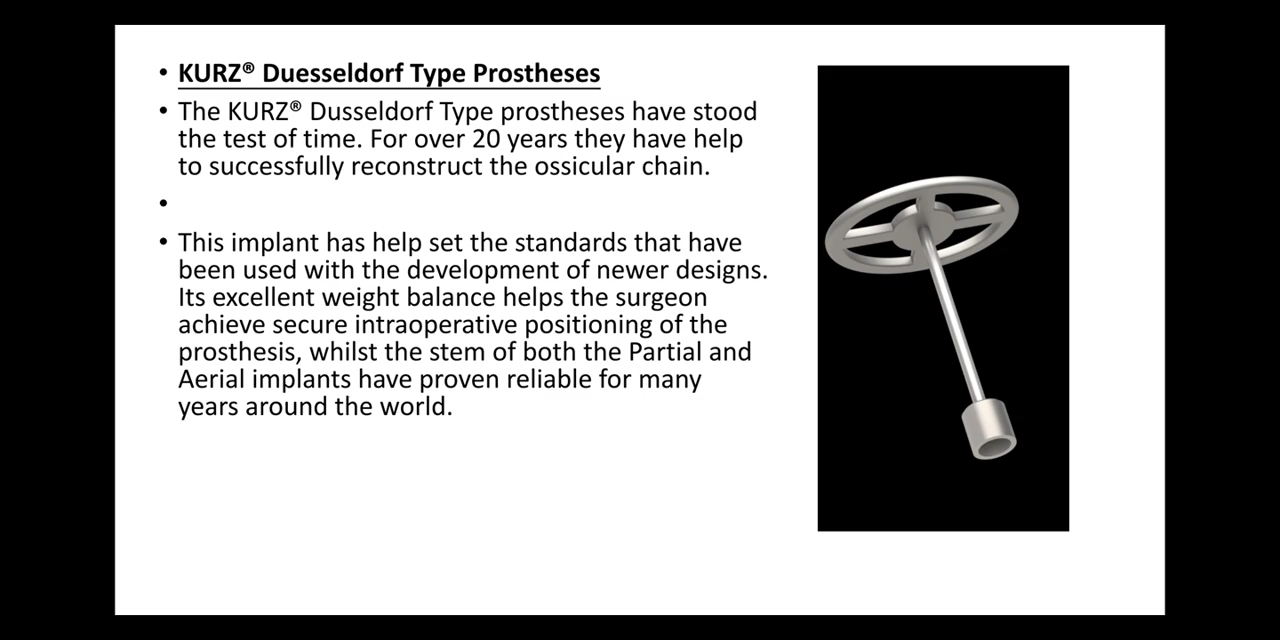 • KURZ® Duesseldorf Type Prostheses
• The KURZ® Dusseldorf Type prostheses have stood
the test of time. For over 20 years they have help
to successfully reconstruct the ossicular chain.
•
• This implant has help set the standards that have
been used with the development of newer designs.
Its excellent weight balance helps the surgeon
achieve secure intraoperative positioning of the
prosthesis, whilst the stem of both the Partial and
Aerial implants have proven reliable for many
years around the world.